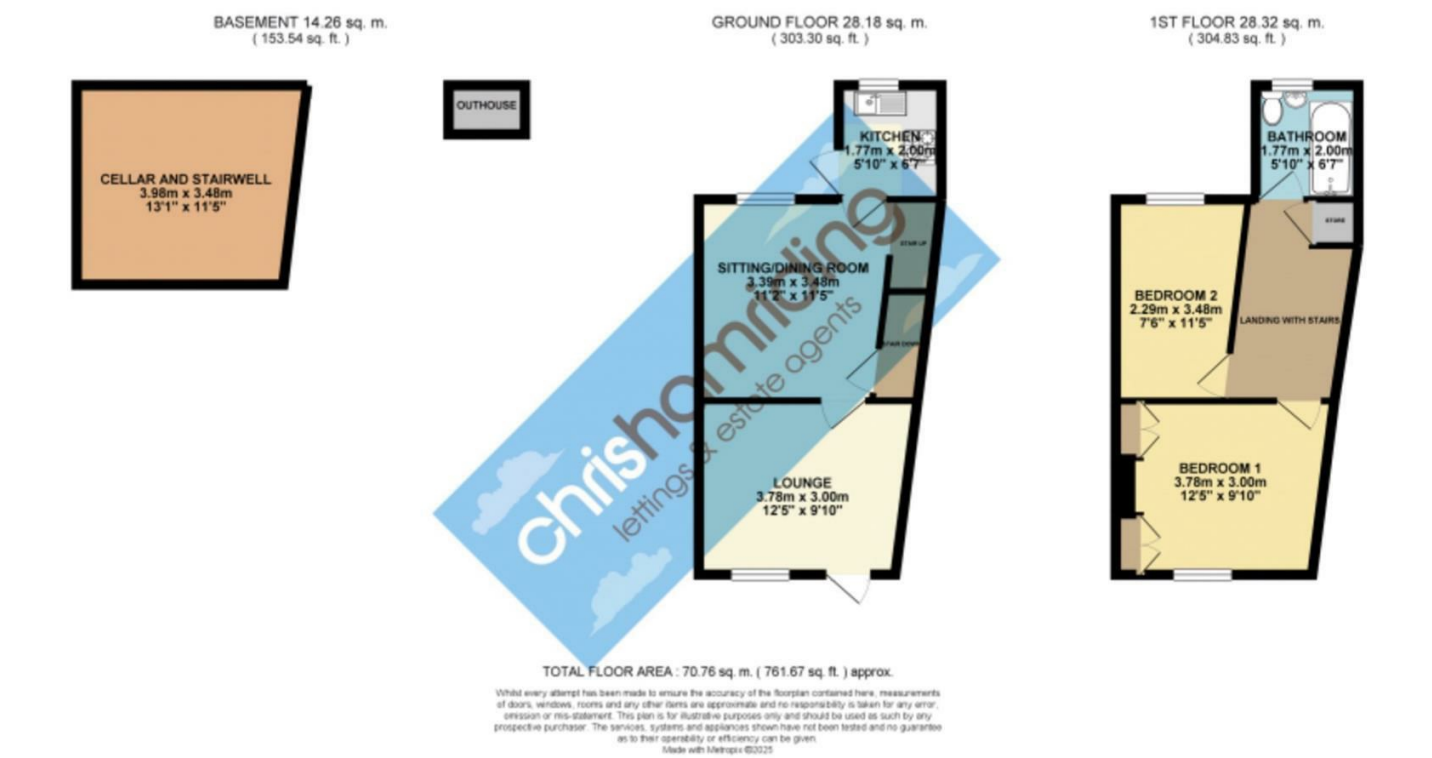 BASEMENT 14.26 sq. m.
( 153.54 sq. ft. )
GROUND FLOOR 28.18 sq. m.
( 303.30 sq. ft. )
1ST FLOOR 28.32 sq. m.
( 304.83 sq. ft. )
CELLAR AND STAIRWELL
3.98m x 3.48m
13'1" x 11'5"
OUTHOUSE
KITCHEN
1.77m x 2.00m
5'10" x 6'7"
STAIR UP
SITTING/DINING ROOM
3.39m x 3.48m
11'2" x 11'5"
STAIR DOWN
LOUNGE
3.78m x 3.00m
12'5" x 9'10"
chrishamriding
lettings & estate agents
BATHROOM
1.77m x 2.00m
5'10" x 6'7"
BEDROOM 2
2.29m x 3.48m
7'6" x 11'5"
LANDING WITH STAIRS
BEDROOM 1
3.78m x 3.00m
12'5" x 9'10"
TOTAL FLOOR AREA : 70.76 sq. m. ( 761.67 sq. ft. ) approx.
Whilst every attempt has been made to ensure the accuracy of the floorplan contained here, measurements
of doors, windows, rooms and any other items are approximate and no responsibility is taken for any error,
omission or mis-statement. This plan is for illustrative purposes only and should be used as such by any
prospective purchaser. The services, systems and appliances shown have not been tested and no guarantee
as to their operability or efficiency can be given.
Made with Metropix ©2025